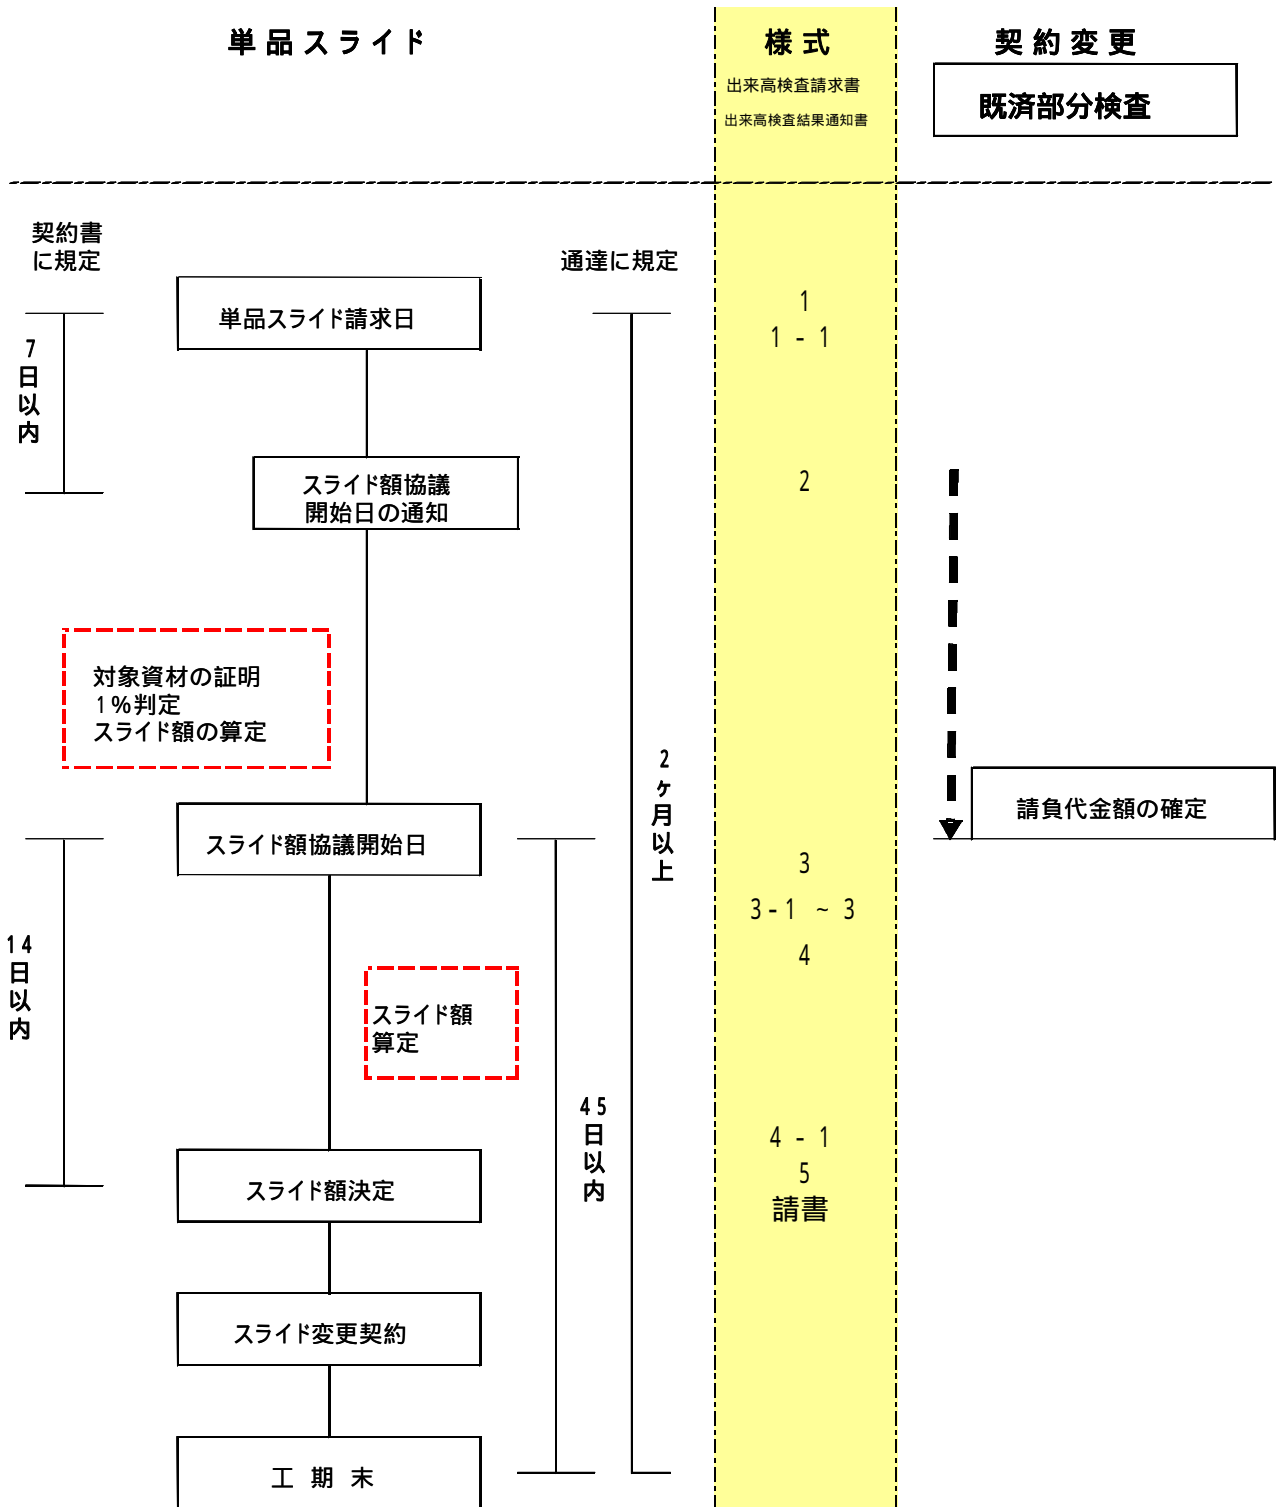 単品スライド
様式
契約変更
出来高検査請求書
出来高検査結果通知書
既済部分検査
契約書
に規定
通達に規定
単品スライド請求日
1
1 - 1
7日以内
スライド額協議
開始日の通知
2
対象資材の証明
1%判定
スライド額の算定
2ヶ月以上
請負代金額の確定
スライド額協議開始日
3
3-1 ~ 3
4
14日以内
スライド額
算定
45日以内
4 - 1
5
請書
スライド額決定
スライド変更契約
工期末